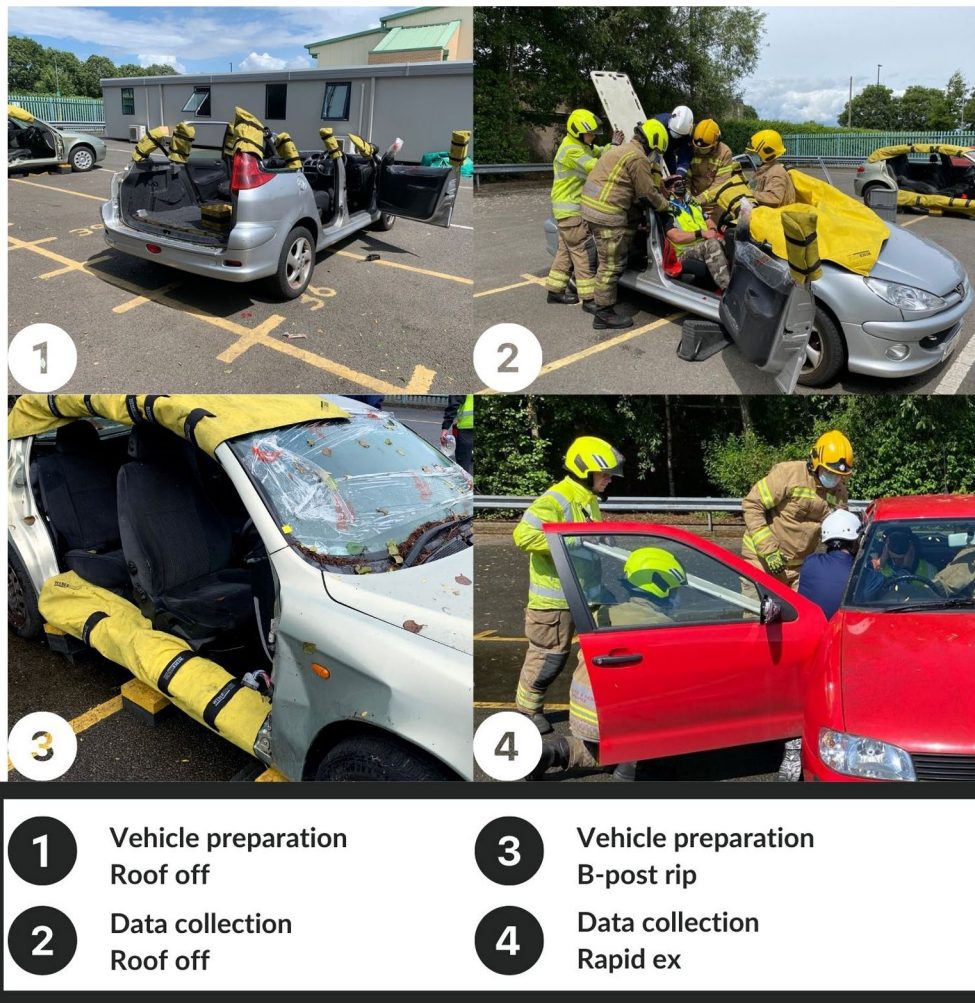 1
2
3
4
1
Vehicle preparation
Roof off
2
Data collection
Roof off
3
Vehicle preparation
B-post rip
4
Data collection
Rapid ex